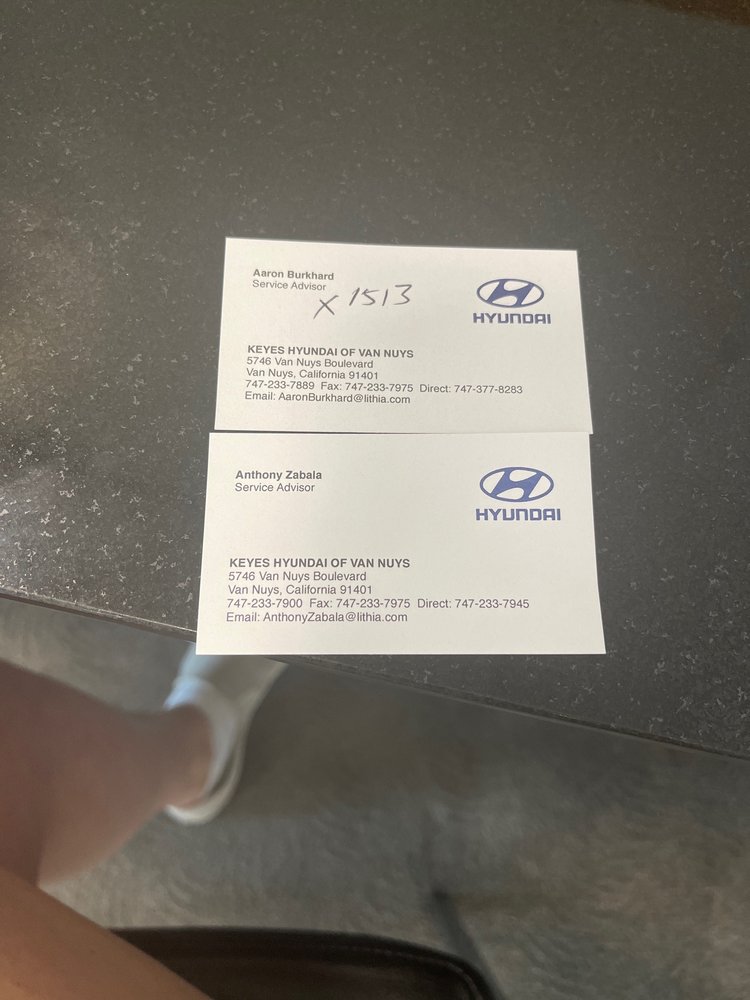 Aaron Burkhard
Service Advisor
x 1513
HYUNDAI
KEYES HYUNDAI OF VAN NUYS
5746 Van Nuys Boulevard
Van Nuys, California 91401
747-233-7889 Fax: 747-233-7975 Direct: 747-377-8283
Email: AaronBurkhard@lithia.com
Anthony Zabala
Service Advisor
HYUNDAI
KEYES HYUNDAI OF VAN NUYS
5746 Van Nuys Boulevard
Van Nuys, California 91401
747-233-7900 Fax: 747-233-7975 Direct: 747-233-7945
Email: AnthonyZabala@lithia.com